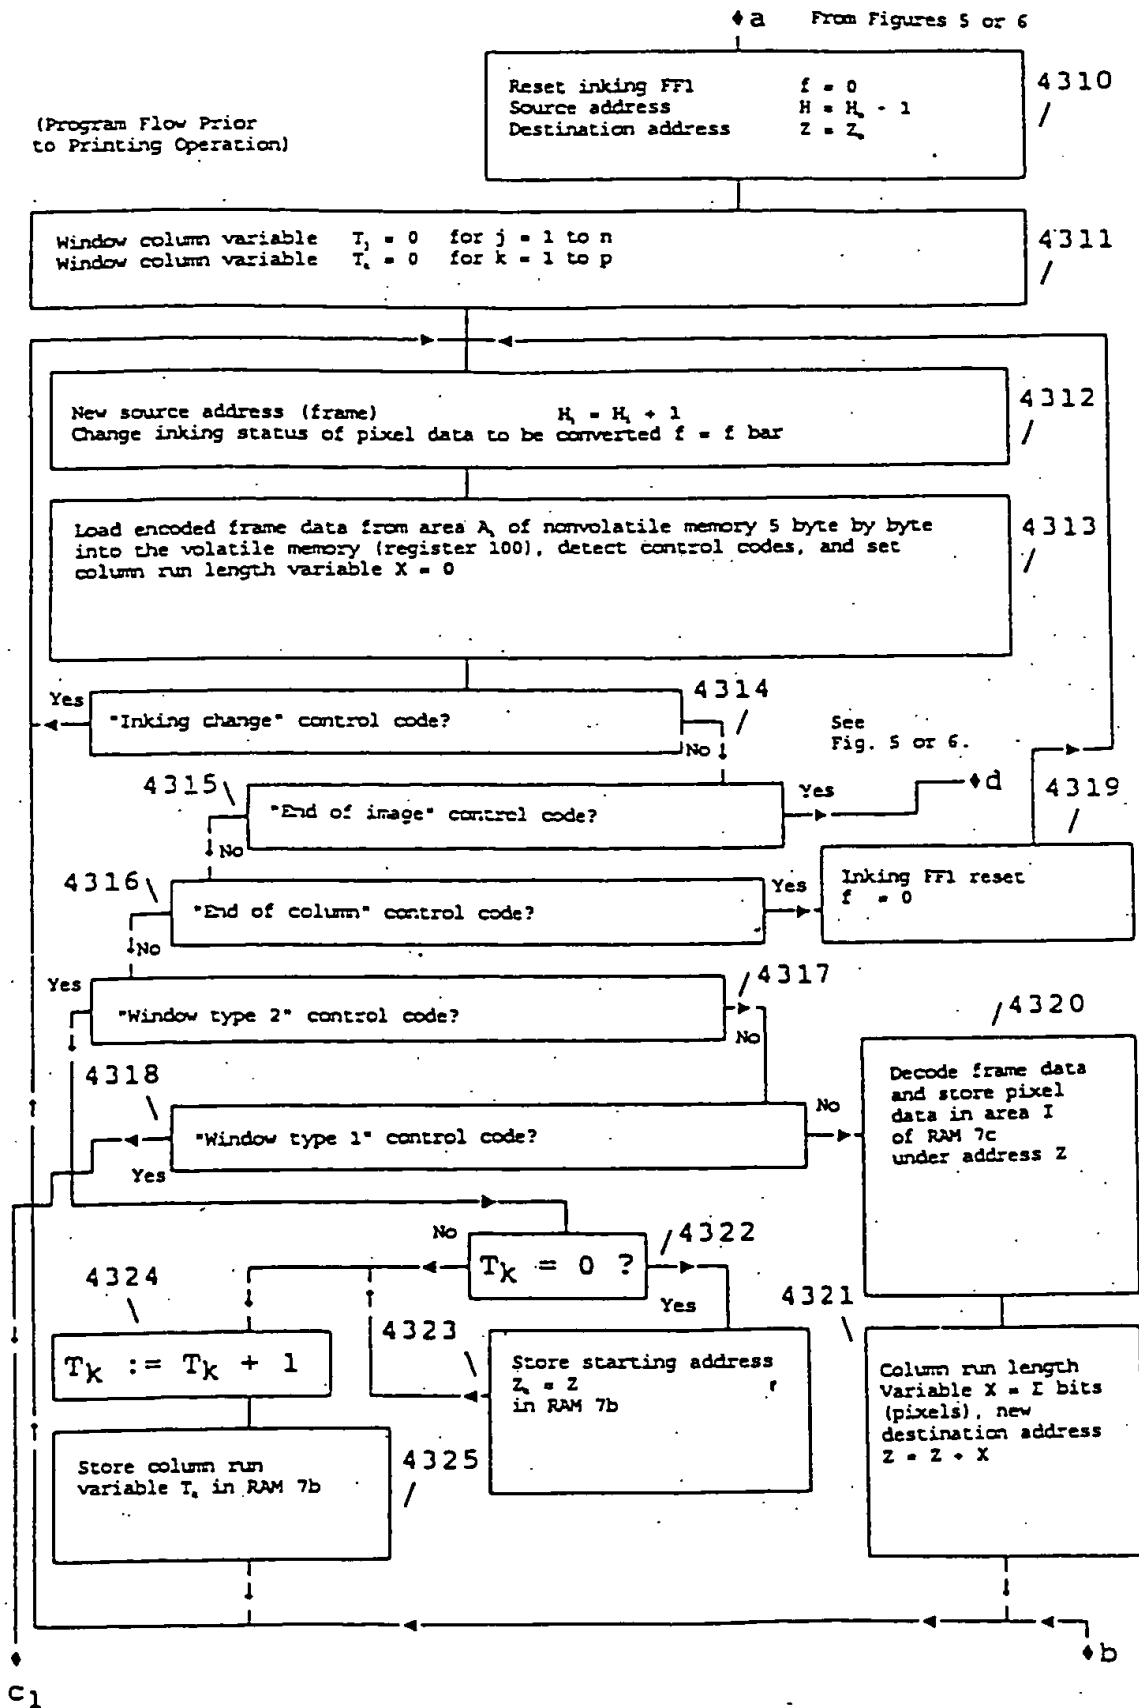 a From Figures 5 or 6
Reset inking FF1 f = 0
Source address H = H₀ - 1
Destination address Z = Z₀
4310
(Program Flow Prior
to Printing Operation)
Window column variable Tⱼ = 0 for j = 1 to n
Window column variable Tₖ = 0 for k = 1 to p
4311
New source address (frame) Hᵢ = Hᵢ + 1
Change inking status of pixel data to be converted f = f bar
4312
Load encoded frame data from area Aᵢ of nonvolatile memory 5 byte by byte
into the volatile memory (register 100), detect control codes, and set
column run length variable X = 0
4313
Yes
"Inking change" control code?
4314
No
See
Fig. 5 or 6.
4315
"End of image" control code?
Yes
d
4319
No
4316
"End of column" control code?
Yes
Inking FF1 reset
f = 0
No
Yes
"Window type 2" control code?
4317
No
4320
4318
"Window type 1" control code?
No
Yes
Decode frame data
and store pixel
data in area I
of RAM 7c
under address Z
No
Tk = 0 ?
4322
Yes
4324
4323
4321
Tk := Tk + 1
Store starting address
Zₖ = Z
in RAM 7b
Column run length
Variable X = Σ bits
(pixels), new
destination address
Z = Z + X
Store column run
variable Tₖ in RAM 7b
4325
b
c1